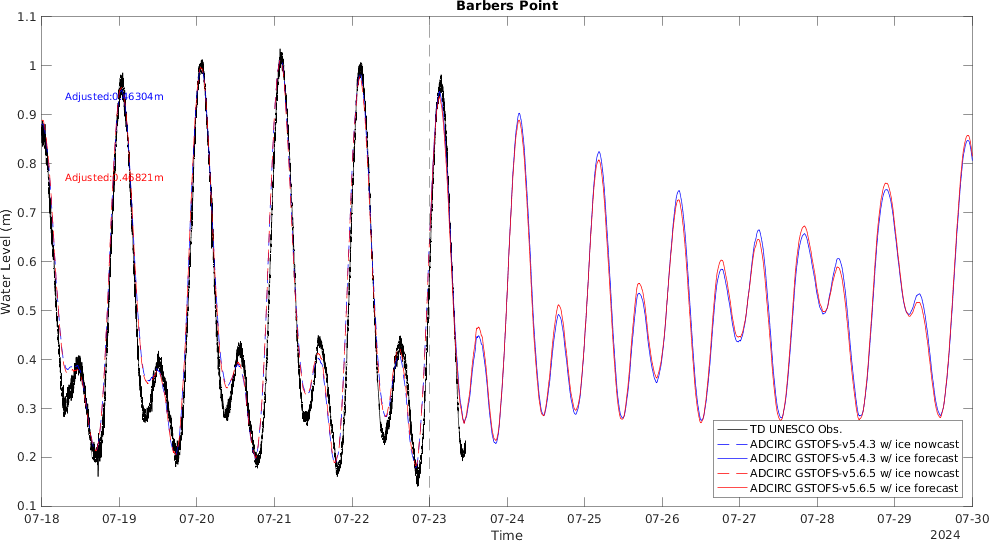 Barbers Point
1.1
1
0.9
0.8
0.7
0.6
0.5
0.4
0.3
0.2
0.1
Water Level (m)
Adjusted:0.46304m
Adjusted:0.46821m
TD UNESCO Obs.
ADCIRC GSTOFS-v5.4.3 w/ ice nowcast
ADCIRC GSTOFS-v5.4.3 w/ ice forecast
ADCIRC GSTOFS-v5.6.5 w/ ice nowcast
ADCIRC GSTOFS-v5.6.5 w/ ice forecast
07-18 07-19 07-20 07-21 07-22 07-23 07-24 07-25 07-26 07-27 07-28 07-29 07-30
Time
2024